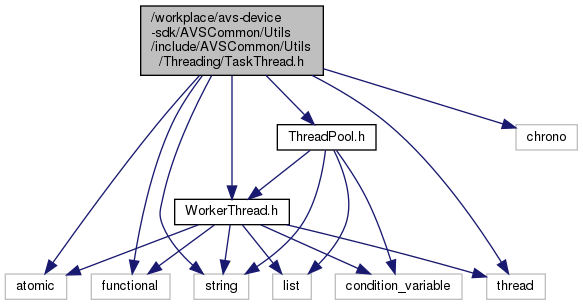 /workplace/avs-device
-sdk/AVSCommon/Utils
/include/AVSCommon/Utils
/Threading/TaskThread.h
ThreadPool.h
chrono
WorkerThread.h
atomic
functional
string
list
condition_variable
thread